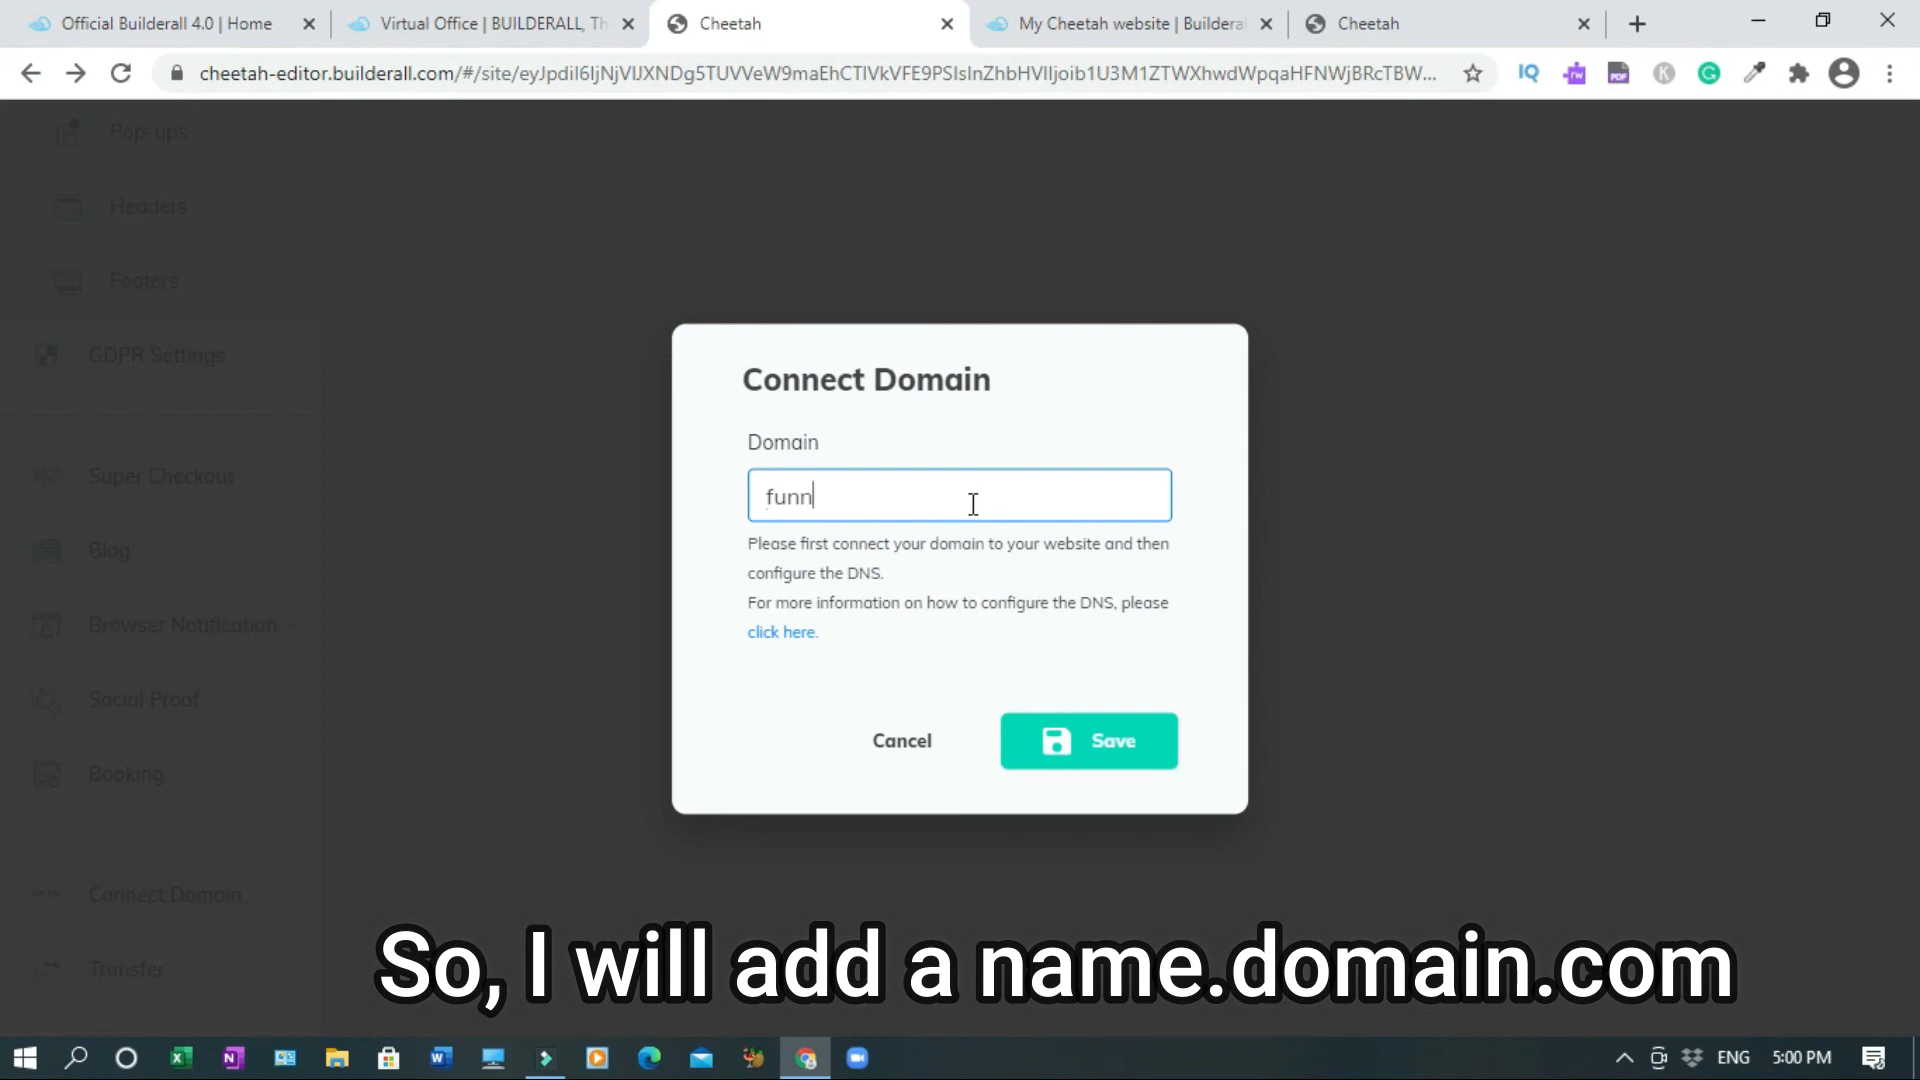 Official Builderall 4.0 | Home
Virtual Office | BUILDERALL, Th
Cheetah
My Cheetah website | Buildera
Cheetah
cheetah-editor.builderall.com/#/site/eyJpdiI6IjNjVlJXNDg5TUVVeW9maEhCTlVkVFE9PSIsInZhbHVlIjoib1U3M1ZTWXhwdWpqaHFNWjBRcTBW...
Pop-ups
Headers
Footers
GDPR Settings
Super Checkout
Blog
Browser Notification
Social Proof
Booking
Connect Domain
Transfer
Connect Domain
Domain
funn
Please first connect your domain to your website and then
configure the DNS.
For more information on how to configure the DNS, please
click here.
Cancel
Save
So, I will add a name.domain.com
ENG
5:00 PM